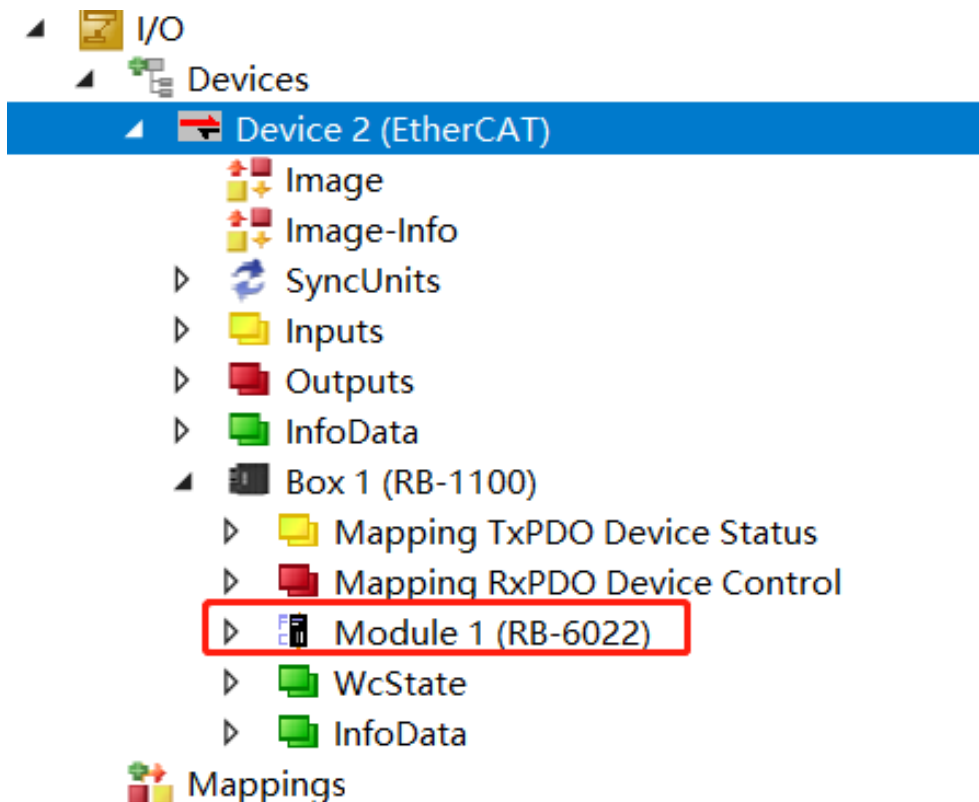 I/O
Devices
Device 2 (EtherCAT)
Image
Image-Info
SyncUnits
Inputs
Outputs
InfoData
Box 1 (RB-1100)
Mapping TxPDO Device Status
Mapping RxPDO Device Control
Module 1 (RB-6022)
WcState
InfoData
Mappings